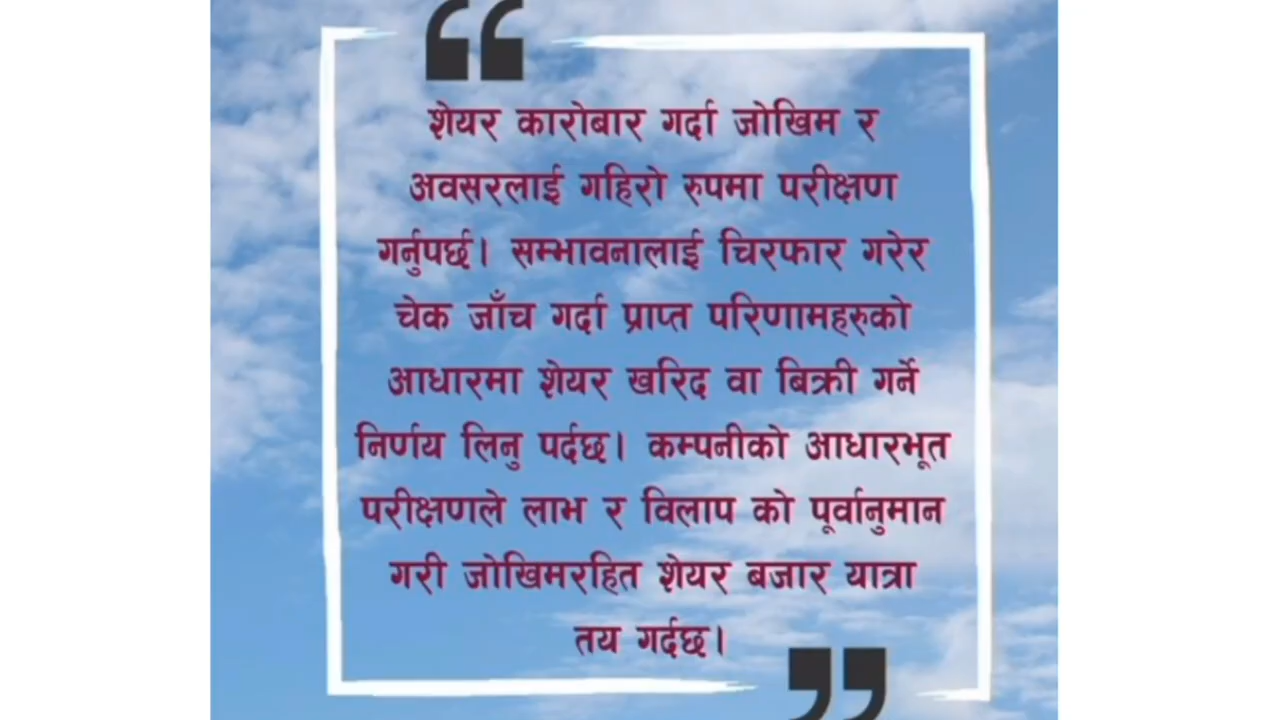 शेयर कारोबार गर्दा जोखिम र
अवसरलाई गहिरो रुपमा परीक्षण
गर्नुपर्छ। सम्भावनालाई चिरफार गरेर
चेक जाँच गर्दा प्राप्त परिणामहरुको
आधारमा शेयर खरिद वा बिक्री गर्ने
निर्णय लिनु पर्दछ। कम्पनीको आधारभूत
परीक्षणले लाभ र विलाप को पूर्वानुमान
गरी जोखिमरहित शेयर बजार यात्रा
तय गर्दछ।